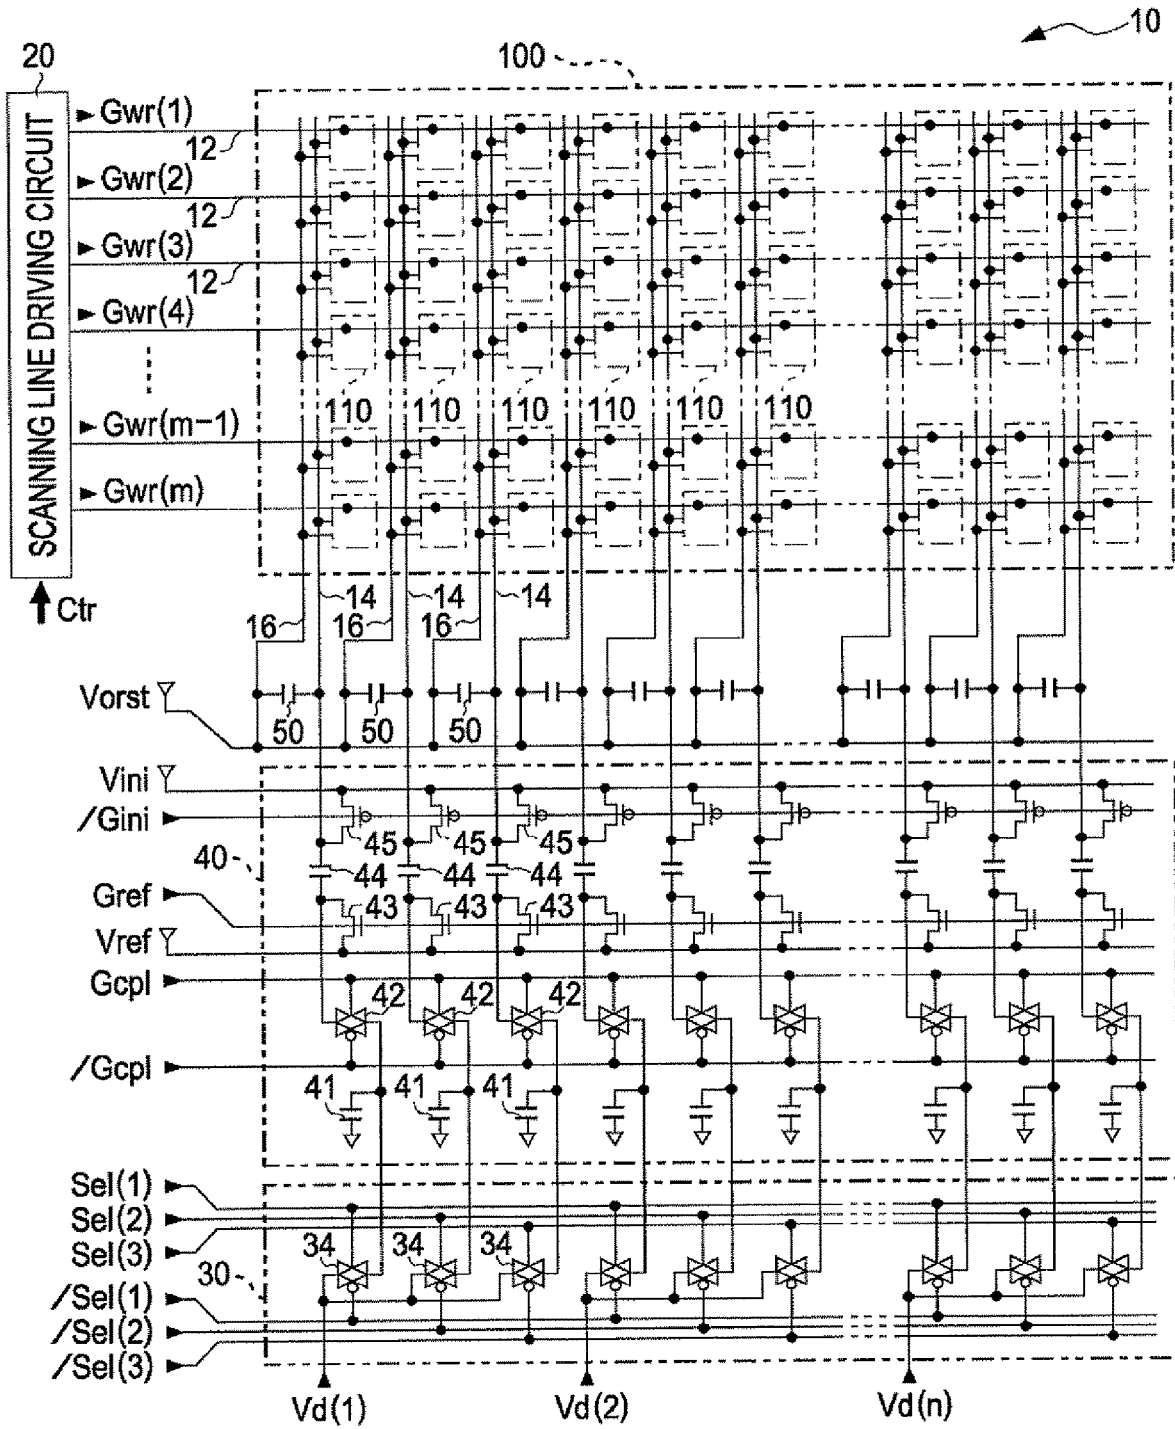 10
20
100
SCANNING LINE DRIVING CIRCUIT
Gwr(1)
12
Gwr(2)
12
Gwr(3)
12
Gwr(4)
110 110 110 110 110 110
Gwr(m-1)
Gwr(m)
Ctr
14 14 14
16 16 16
Vorst
50 50 50
Vini
/Gini
45 45 45
40
44 44 44
Gref
43 43 43
Vref
Gcpl
42 42 42
/Gcpl
41 41 41
Sel(1)
Sel(2)
Sel(3)
34 34 34
30
/Sel(1)
/Sel(2)
/Sel(3)
Vd(1) Vd(2) Vd(n)